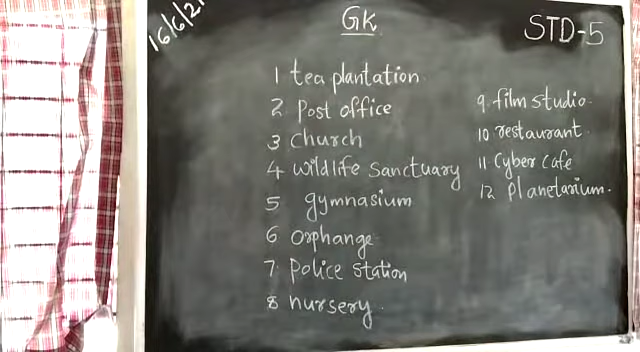 16/6/21
GK
STD-5
1 tea plantation
2 Post office
3 church
4 wildlife Sanctuary
5 gymnasium
6 Orphange
7 Police station
8 nursery.
9. film studio.
10 restaurant.
11 Cyber cafe
12 Planetarium.